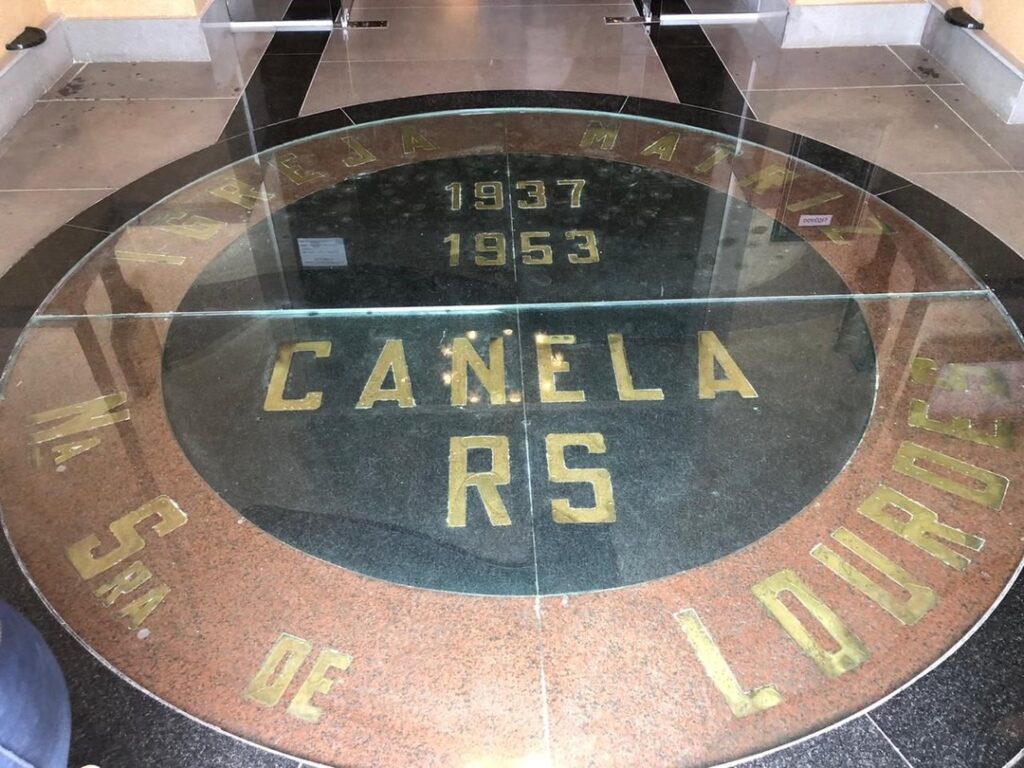 IGREJA MATRIZ
1937
1953
CANELA
RS
Na Sra DE LOURDES